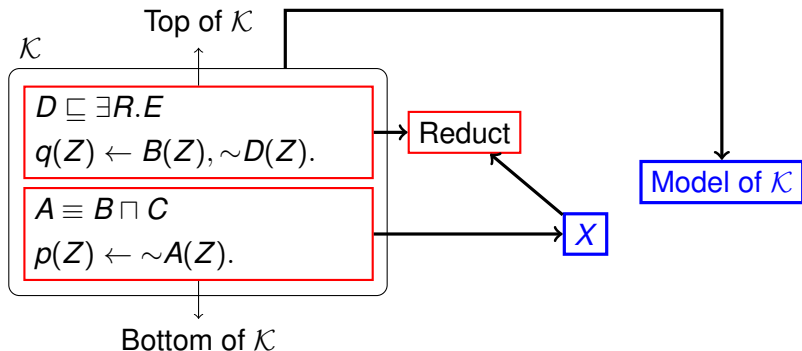 Top of 𝒦
𝒦
D ⊑ ∃R.E
q(Z) ← B(Z), ∼D(Z).
Reduct
Model of 𝒦
A ≡ B ⊓ C
p(Z) ← ∼A(Z).
X
Bottom of 𝒦